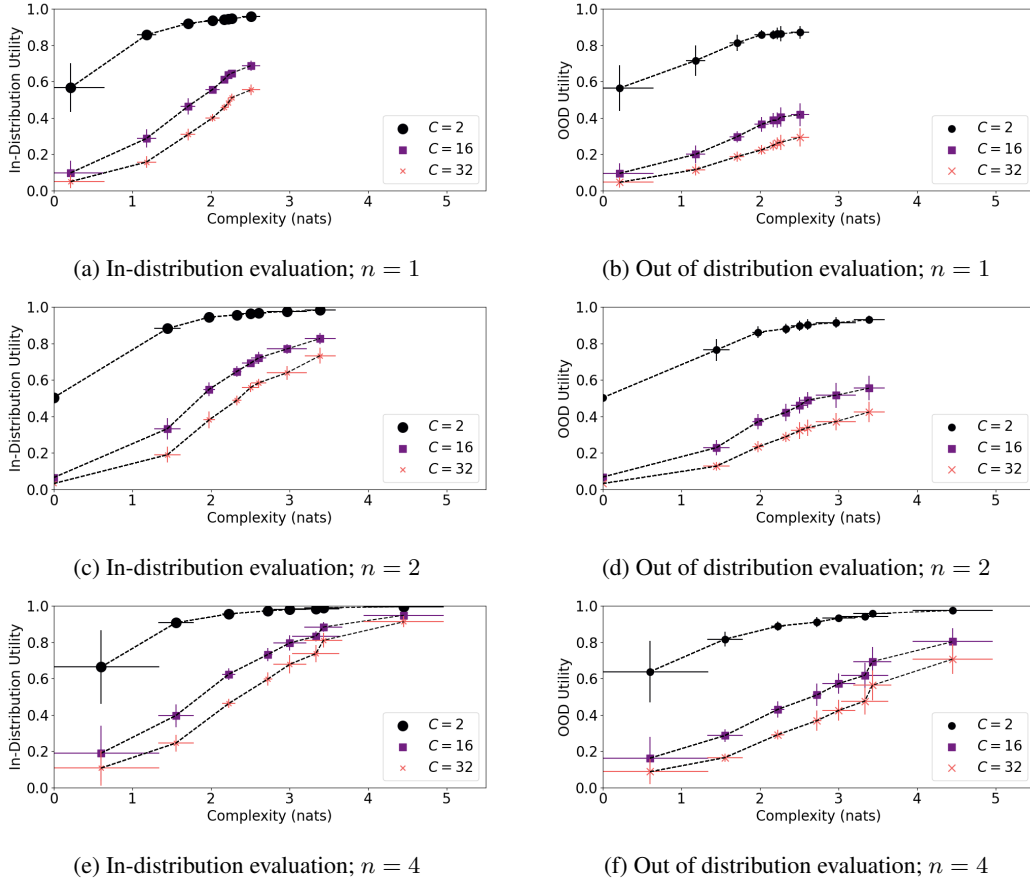 In-Distribution Utility
1.0
0.8
0.6
0.4
0.2
0.0
0 1 2 3 4 5
Complexity (nats)
C = 2
C = 16
C = 32
(a) In-distribution evaluation; n = 1
OOD Utility
1.0
0.8
0.6
0.4
0.2
0.0
0 1 2 3 4 5
Complexity (nats)
C = 2
C = 16
C = 32
(b) Out of distribution evaluation; n = 1
In-Distribution Utility
1.0
0.8
0.6
0.4
0.2
0.0
0 1 2 3 4 5
Complexity (nats)
C = 2
C = 16
C = 32
(c) In-distribution evaluation; n = 2
OOD Utility
1.0
0.8
0.6
0.4
0.2
0.0
0 1 2 3 4 5
Complexity (nats)
C = 2
C = 16
C = 32
(d) Out of distribution evaluation; n = 2
In-Distribution Utility
1.0
0.8
0.6
0.4
0.2
0.0
0 1 2 3 4 5
Complexity (nats)
C = 2
C = 16
C = 32
(e) In-distribution evaluation; n = 4
OOD Utility
1.0
0.8
0.6
0.4
0.2
0.0
0 1 2 3 4 5
Complexity (nats)
C = 2
C = 16
C = 32
(f) Out of distribution evaluation; n = 4